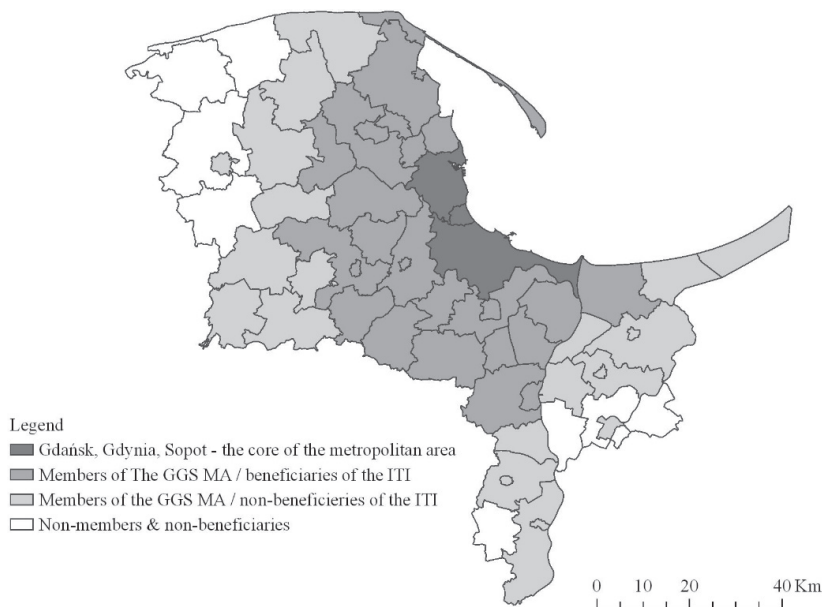 Legend
Gdańsk, Gdynia, Sopot - the core of the metropolitan area
Members of The GGS MA / beneficiaries of the ITI
Members of the GGS MA / non-beneficieries of the ITI
Non-members & non-beneficiaries
0 10 20 40 Km